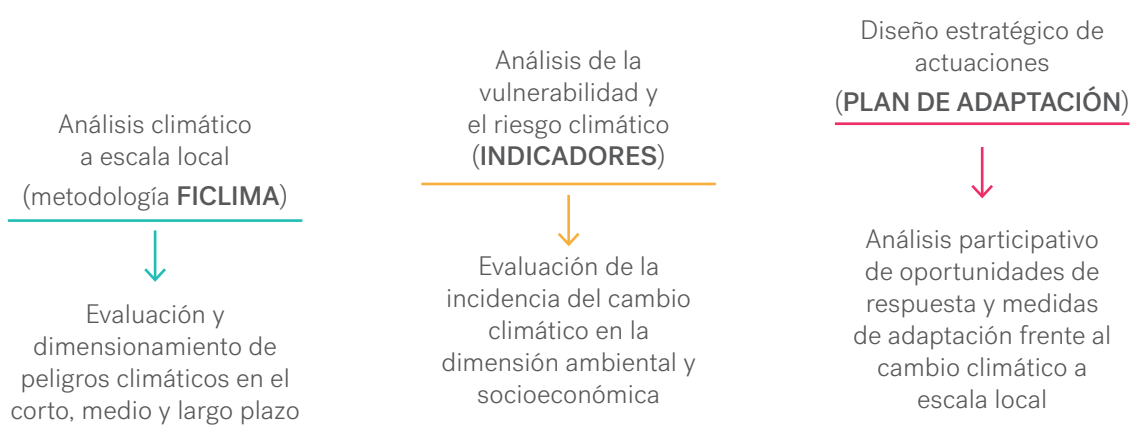 Análisis climático
a escala local
(metodología FICLIMA)
Evaluación y
dimensionamiento de
peligros climáticos en el
corto, medio y largo plazo
Análisis de la
vulnerabilidad y
el riesgo climático
(INDICADORES)
Evaluación de la
incidencia del cambio
climático en la
dimensión ambiental y
socioeconómica
Diseño estratégico de
actuaciones
(PLAN DE ADAPTACIÓN)
Análisis participativo
de oportunidades de
respuesta y medidas
de adaptación frente al
cambio climático a
escala local